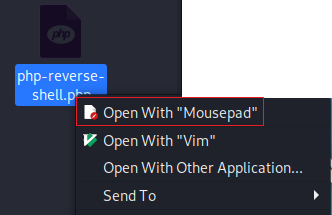 php
php-reverse-
shell.php
Open With "Mousepad"
Open With "Vim"
Open With Other Application...
Send To